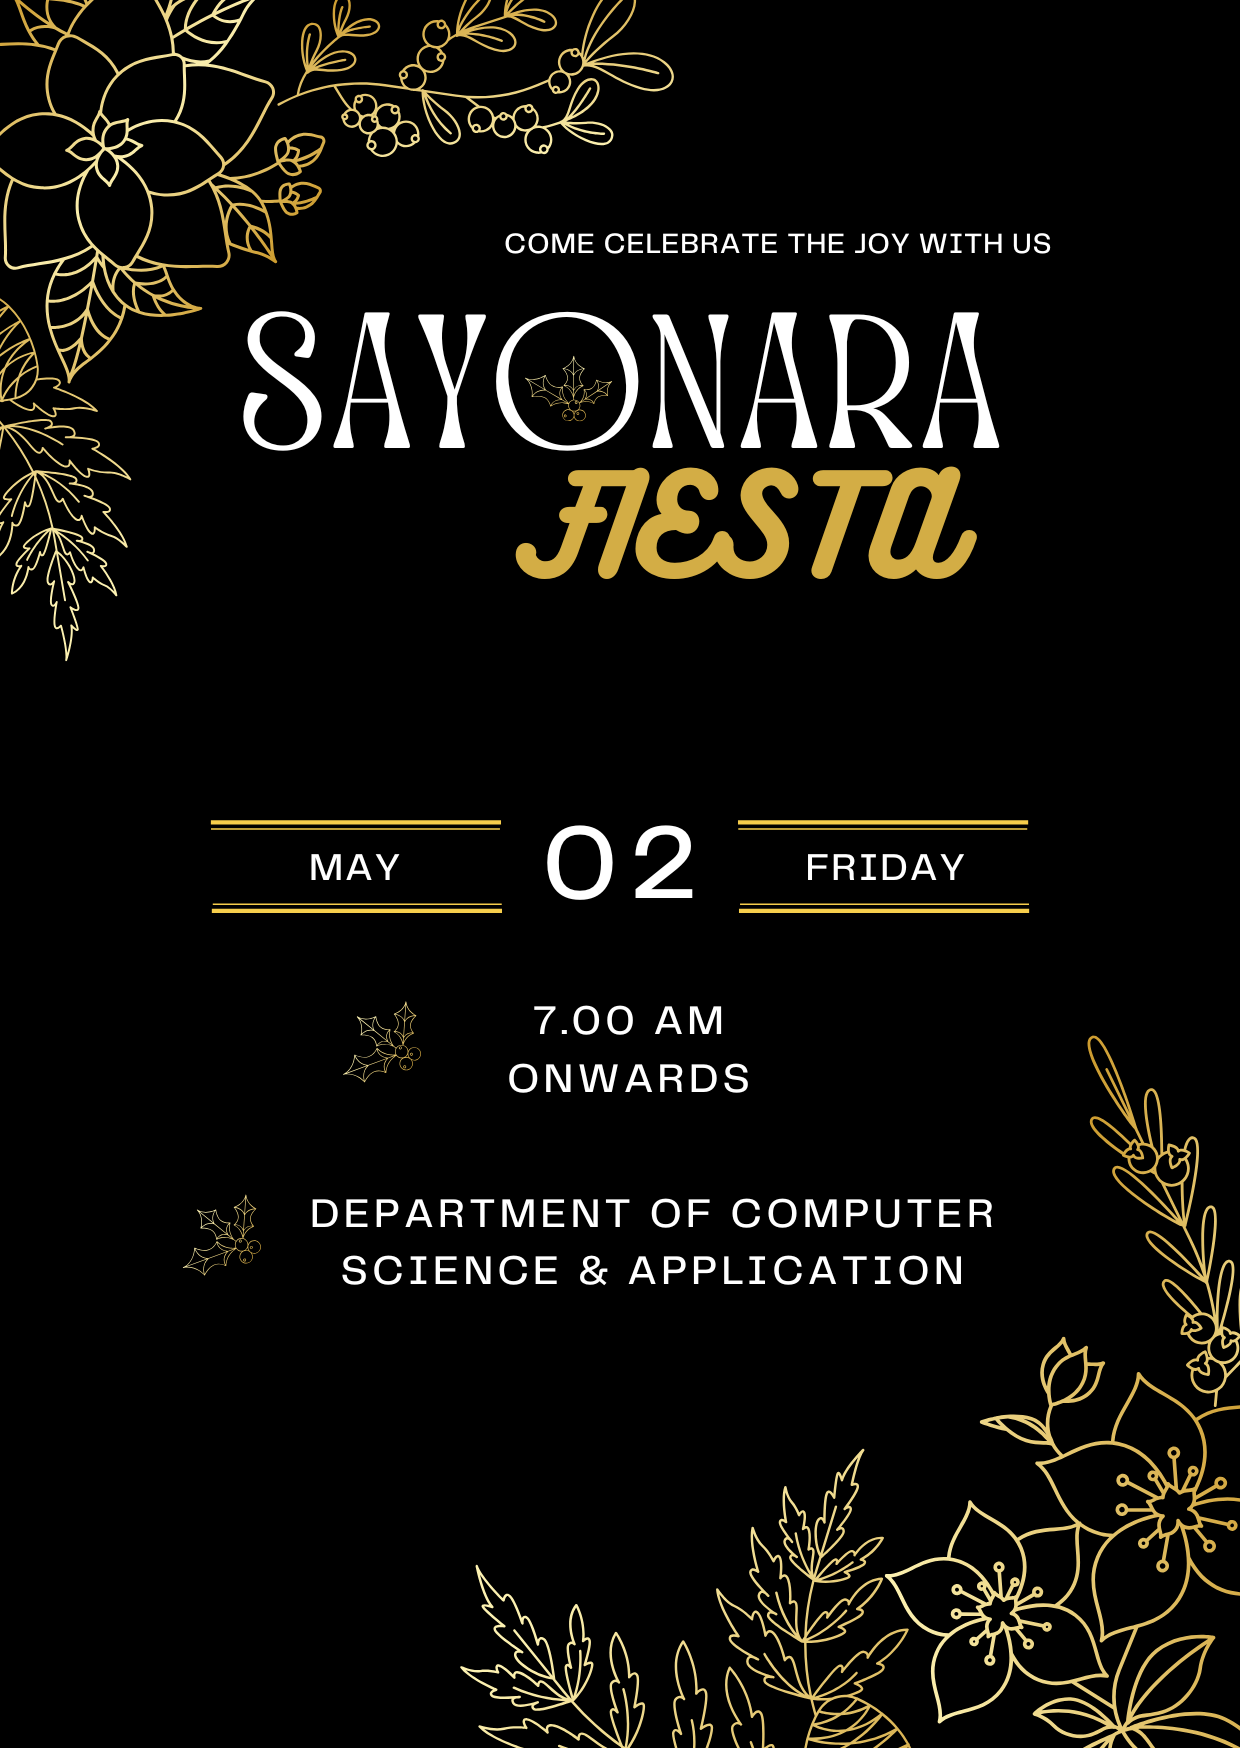 COME CELEBRATE THE JOY WITH US
SAYONARA
FIESTA
MAY 02 FRIDAY
7.00 AM
ONWARDS
DEPARTMENT OF COMPUTER
SCIENCE & APPLICATION